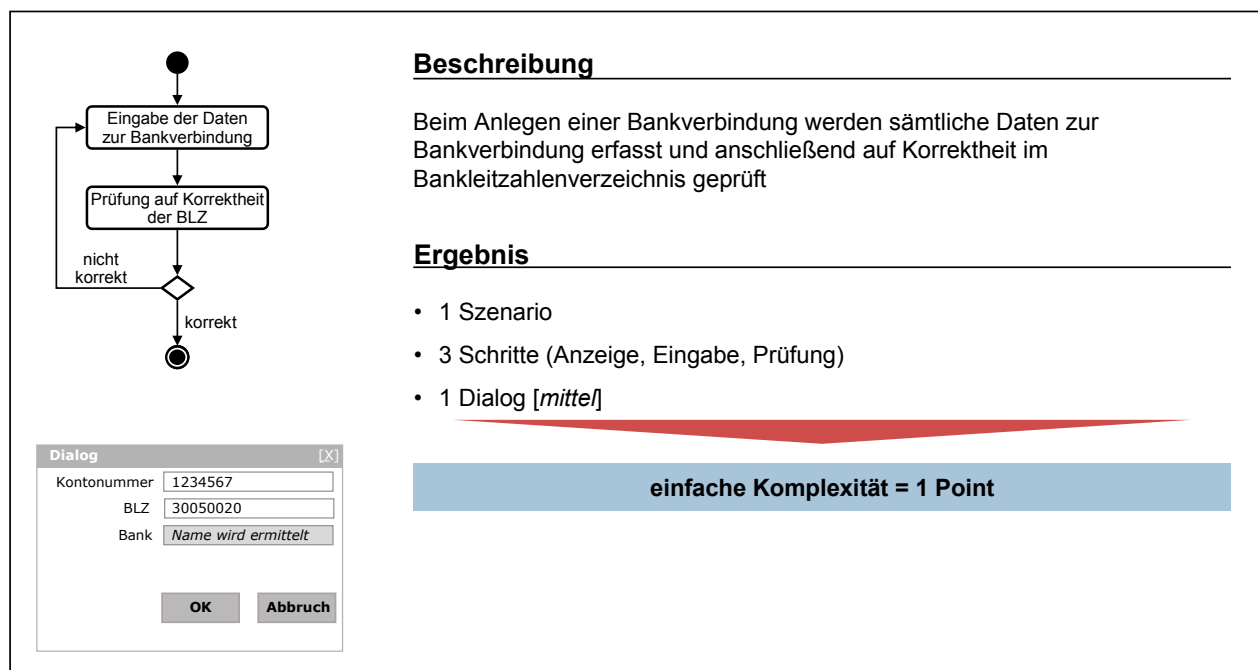 Eingabe der Daten
zur Bankverbindung
Prüfung auf Korrektheit
der BLZ
nicht
korrekt
korrekt
Dialog [X]
Kontonummer 1234567
BLZ 30050020
Bank Name wird ermittelt
OK Abbruch
Beschreibung
Beim Anlegen einer Bankverbindung werden sämtliche Daten zur
Bankverbindung erfasst und anschließend auf Korrektheit im
Bankleitzahlenverzeichnis geprüft
Ergebnis
• 1 Szenario
• 3 Schritte (Anzeige, Eingabe, Prüfung)
• 1 Dialog [mittel]
einfache Komplexität = 1 Point